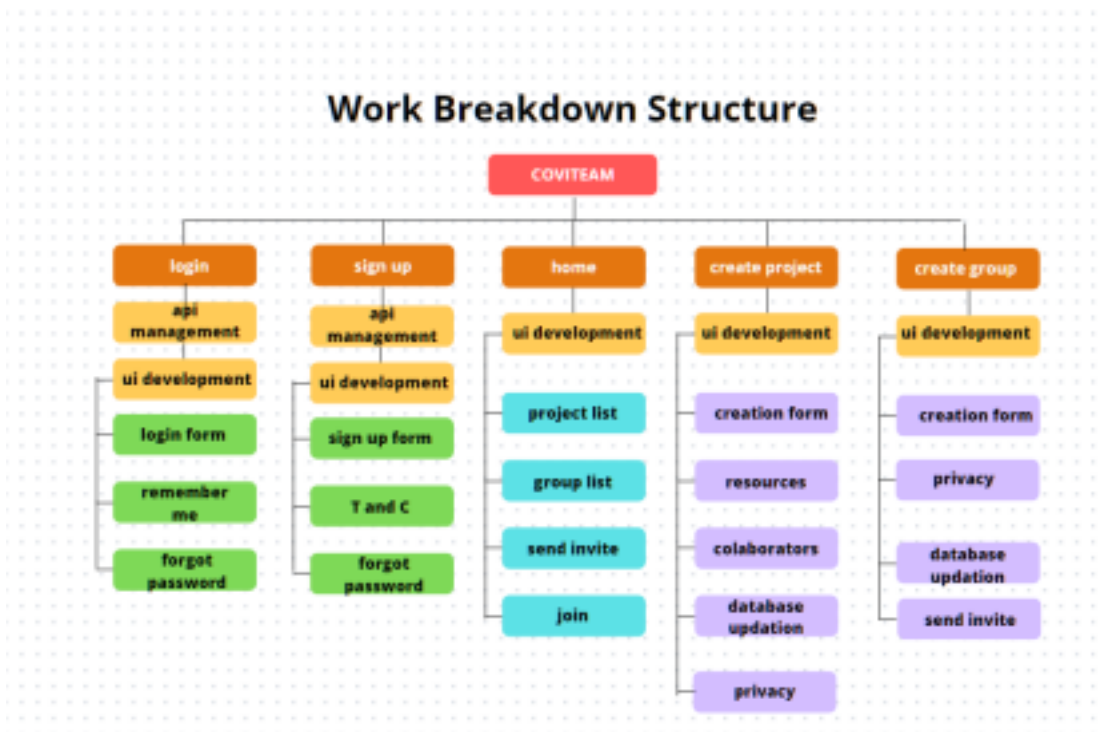 Work Breakdown Structure
COVITEAM
login
api
management
ui development
login form
remember
me
forgot
password
sign up
api
management
ui development
sign up form
T and C
forgot
password
home
ui development
project list
group list
send invite
join
create project
ui development
creation form
resources
colaborators
database
updation
privacy
create group
ui development
creation form
privacy
database
updation
send invite